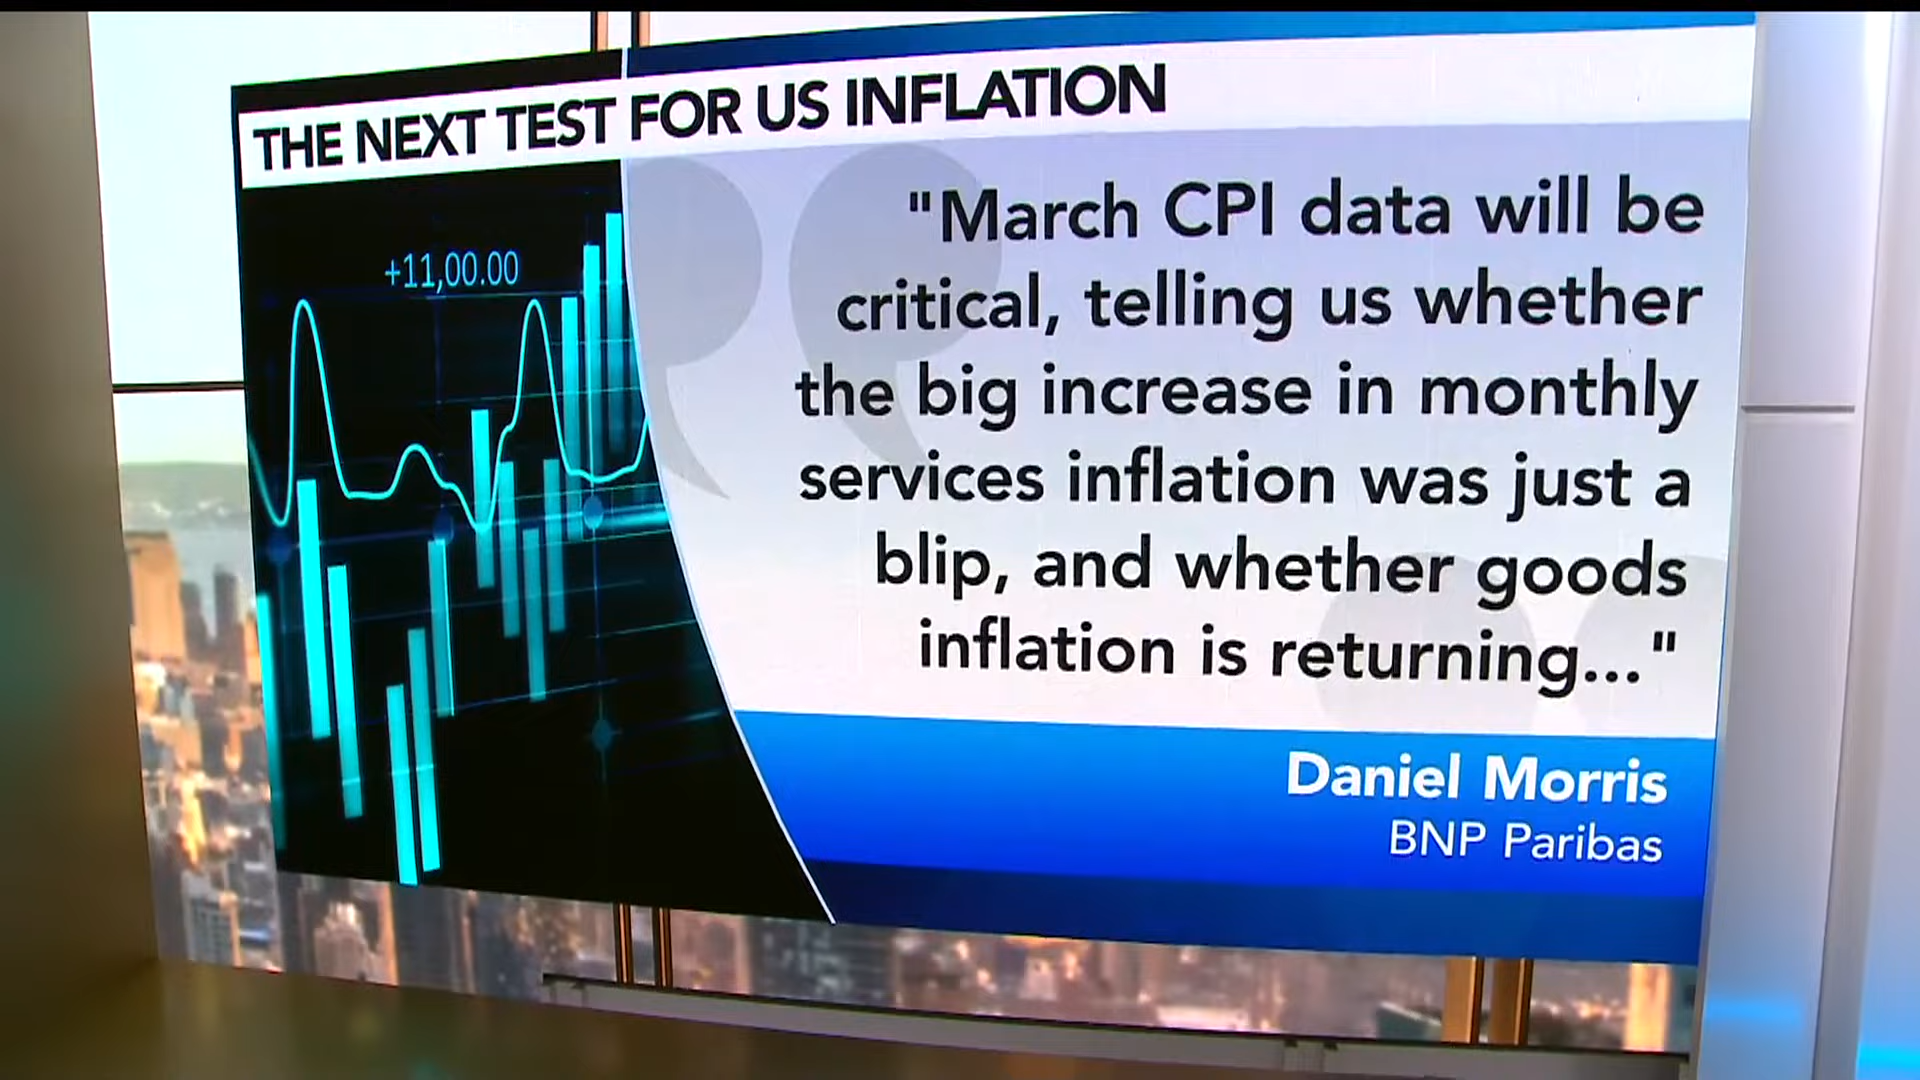 THE NEXT TEST FOR US INFLATION
+11,00.00
"March CPI data will be
critical, telling us whether
the big increase in monthly
services inflation was just a
blip, and whether goods
inflation is returning..."
Daniel Morris
BNP Paribas